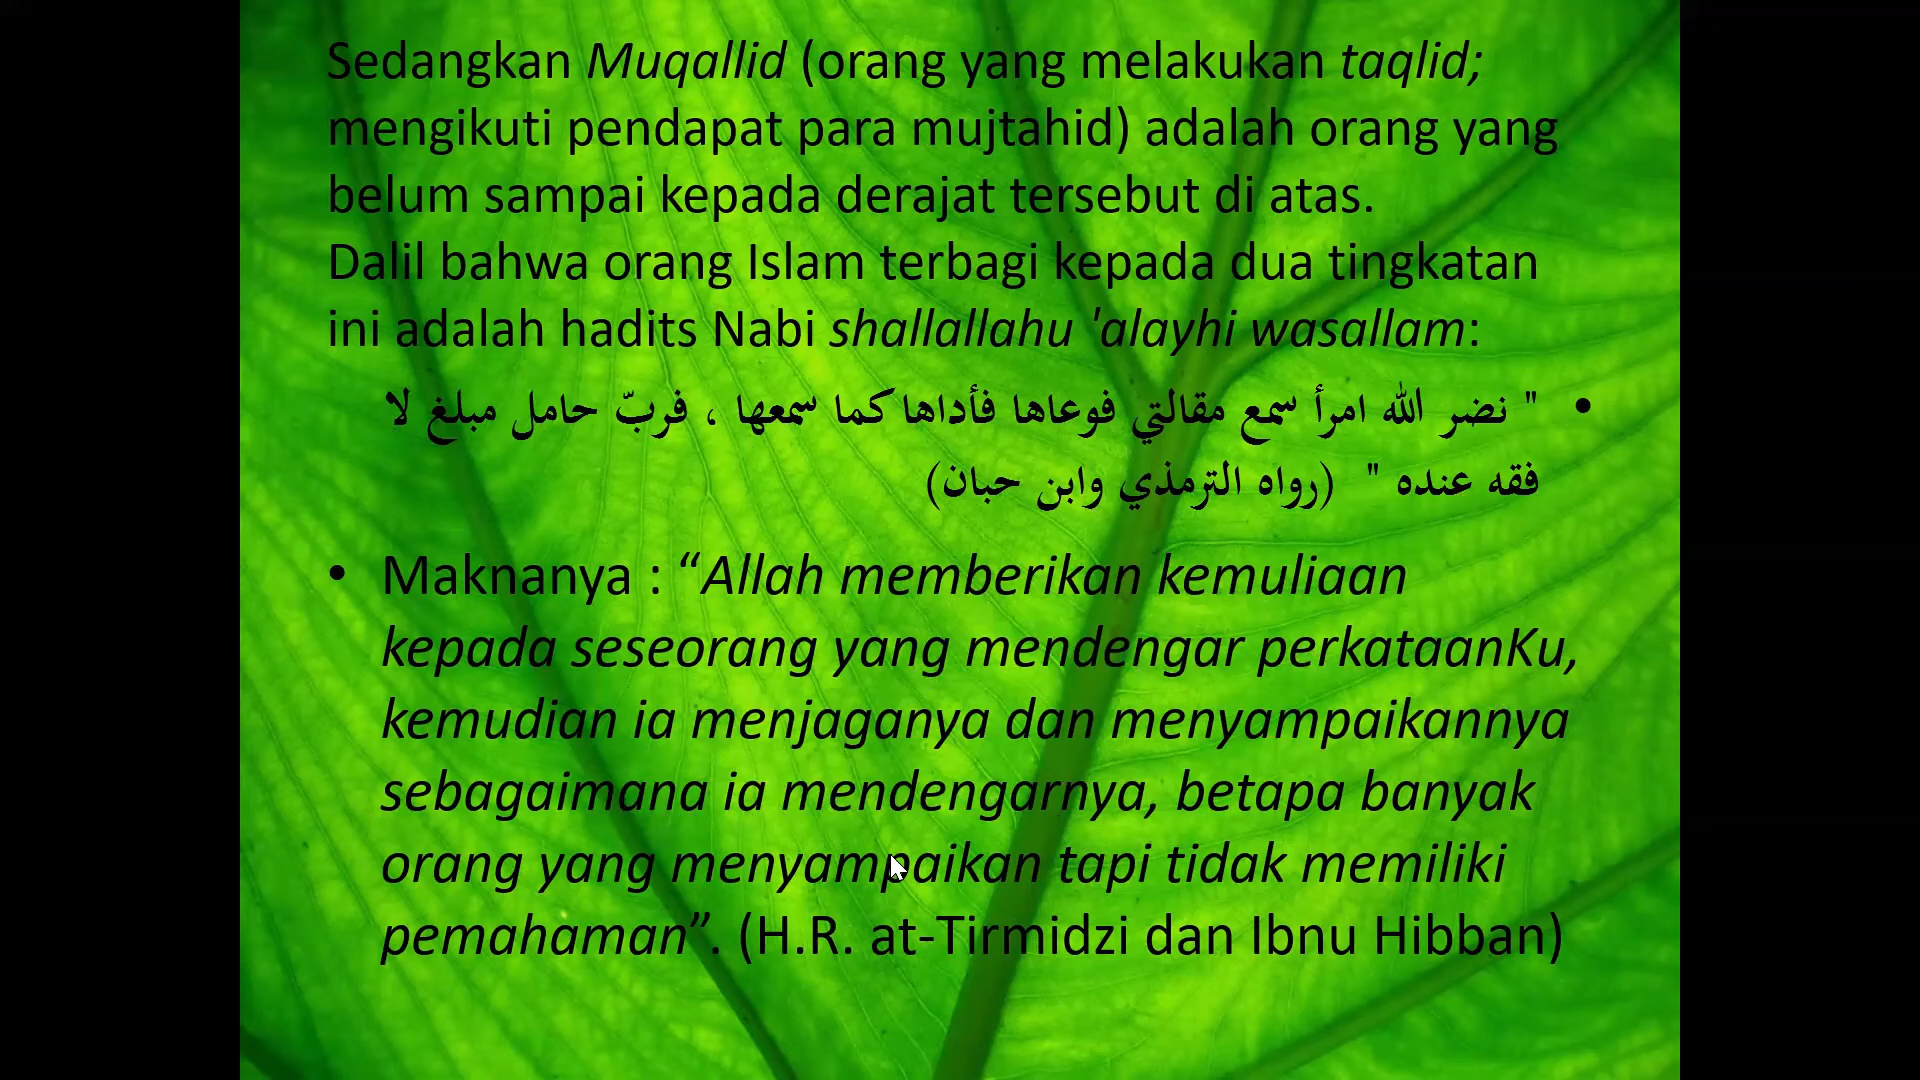 Sedangkan Muqallid (orang yang melakukan taqlid;
mengikuti pendapat para mujtahid) adalah orang yang
belum sampai kepada derajat tersebut di atas.
Dalil bahwa orang Islam terbagi kepada dua tingkatan
ini adalah hadits Nabi shallallahu 'alayhi wasallam:
• " نضر الله امرأ سمع مقالتي فوعاها فأداها كما سمعها ، فربّ حامل مبلغ لا
فقه عنده " (رواه الترمذي وابن حبان)
• Maknanya : “Allah memberikan kemuliaan
kepada seseorang yang mendengar perkataanKu,
kemudian ia menjaganya dan menyampaikannya
sebagaimana ia mendengarnya, betapa banyak
orang yang menyampaikan tapi tidak memiliki
pemahaman”. (H.R. at-Tirmidzi dan Ibnu Hibban)